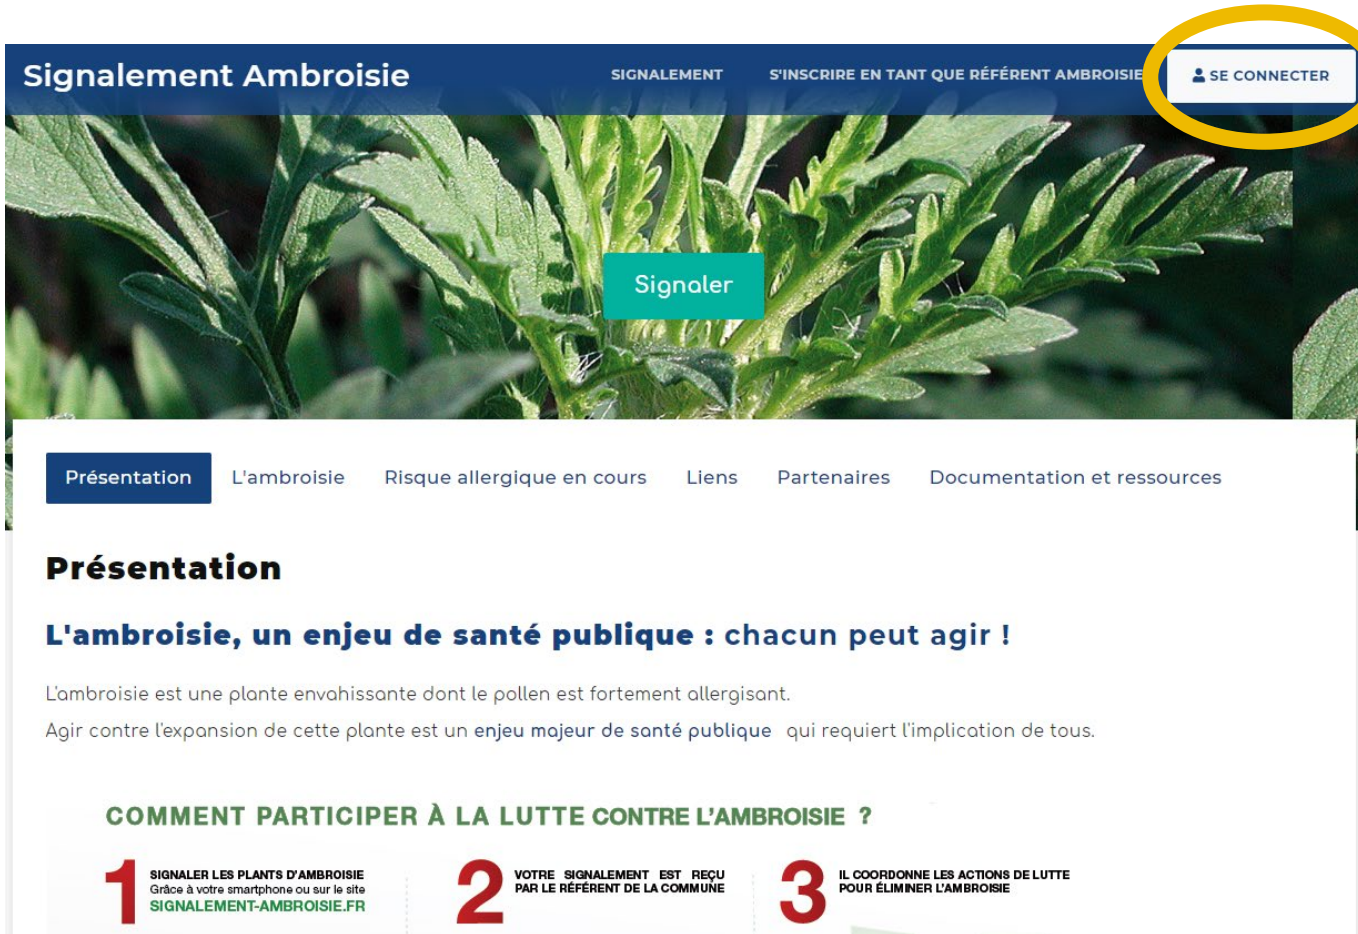 Signalement Ambroisie
SIGNALEMENT
S'INSCRIRE EN TANT QUE RÉFÉRENT AMBROISIE
SE CONNECTER
Signaler
Présentation
L'ambroisie
Risque allergique en cours
Liens
Partenaires
Documentation et ressources
Présentation
L'ambroisie, un enjeu de santé publique : chacun peut agir !
L'ambroisie est une plante envahissante dont le pollen est fortement allergisant.
Agir contre l'expansion de cette plante est un enjeu majeur de santé publique qui requiert l'implication de tous.
COMMENT PARTICIPER À LA LUTTE CONTRE L'AMBROISIE ?
1
SIGNALER LES PLANTS D'AMBROISIE
Grâce à votre smartphone ou sur le site
SIGNALEMENT-AMBROISIE.FR
2
VOTRE SIGNALEMENT EST REÇU
PAR LE RÉFÉRENT DE LA COMMUNE
3
IL COORDONNE LES ACTIONS DE LUTTE
POUR ÉLIMINER L'AMBROISIE